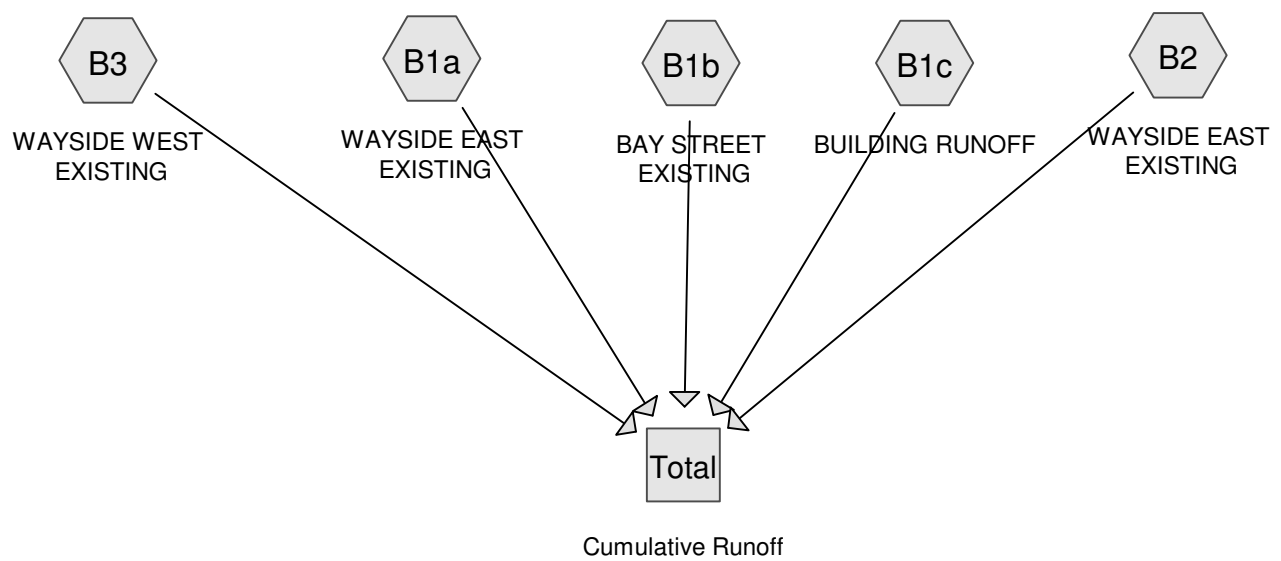 B3
B1a
B1b
B1c
B2
WAYSIDE WEST
EXISTING
WAYSIDE EAST
EXISTING
BAY STREET
EXISTING
BUILDING RUNOFF
WAYSIDE EAST
EXISTING
Total
Cumulative Runoff